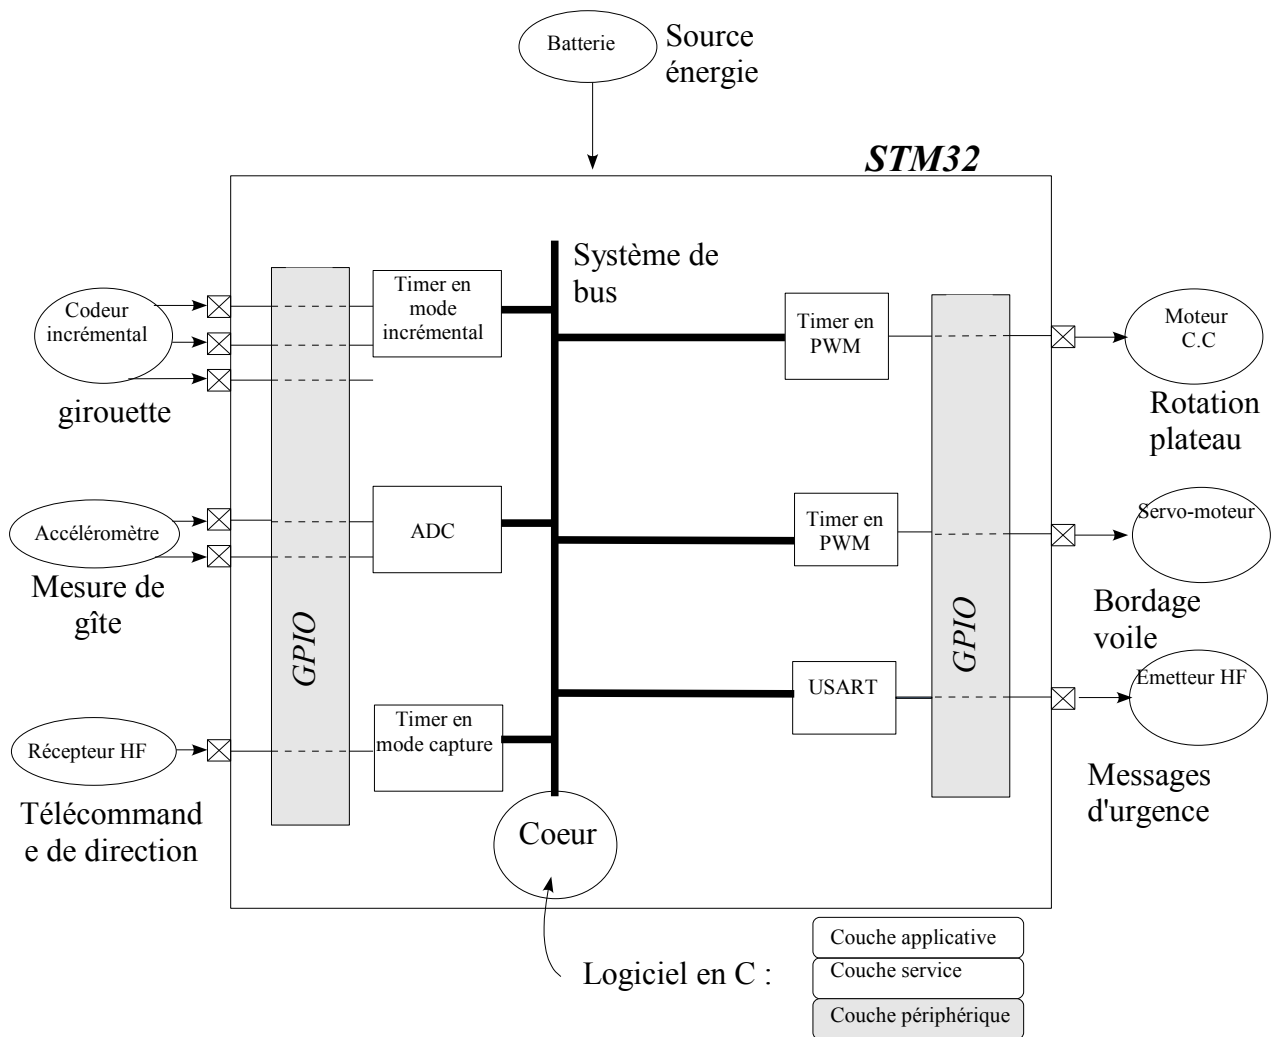 Batterie
Source
énergie
STM32
Système de
bus
Codeur
incrémental
girouette
Timer en
mode
incrémental
Timer en
PWM
Moteur
C.C
Rotation
plateau
Accéléromètre
Mesure de
gîte
ADC
Timer en
PWM
Servo-moteur
Bordage
voile
GPIO
GPIO
Récepteur HF
Télécommand
e de direction
Timer en
mode capture
USART
Emetteur HF
Messages
d'urgence
Coeur
Logiciel en C :
Couche applicative
Couche service
Couche périphérique